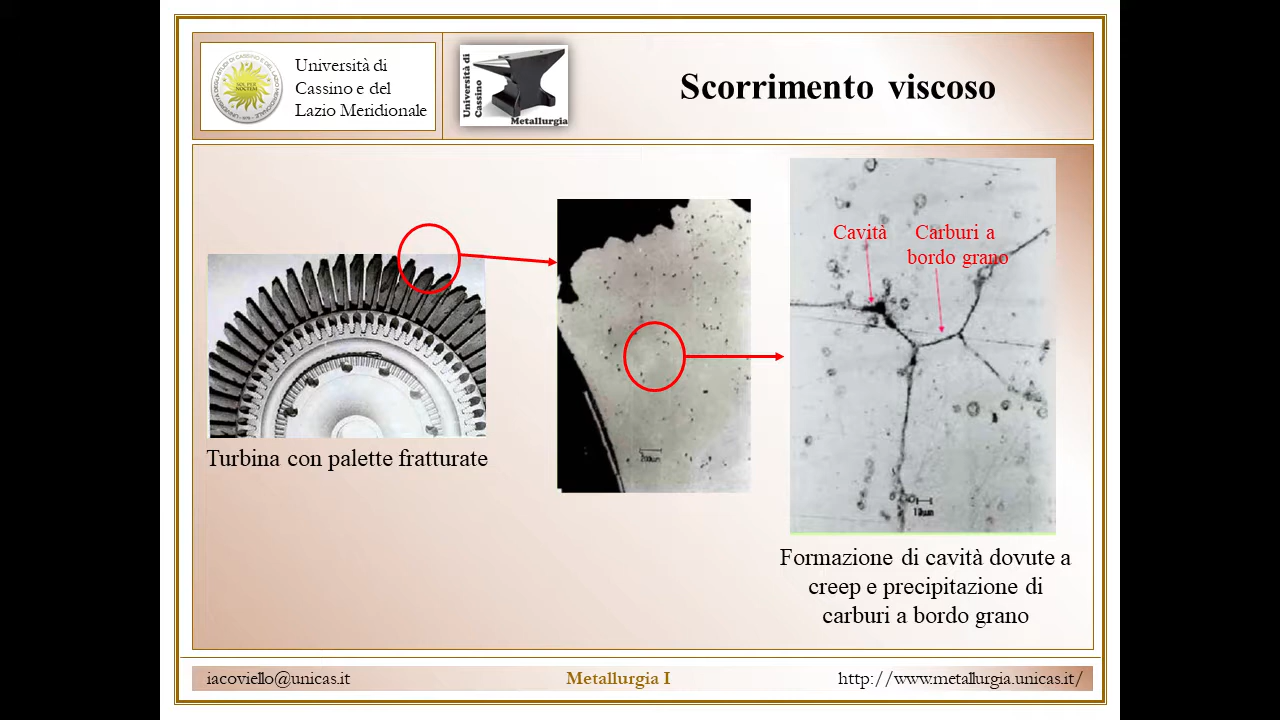 Università di
Cassino e del
Lazio Meridionale
Università di
Cassino
Metallurgia
Scorrimento viscoso
Cavità
Carburi a
bordo grano
Turbina con palette fratturate
200µm
10µm
Formazione di cavità dovute a
creep e precipitazione di
carburi a bordo grano
iacoviello@unicas.it
Metallurgia I
http://www.metallurgia.unicas.it/